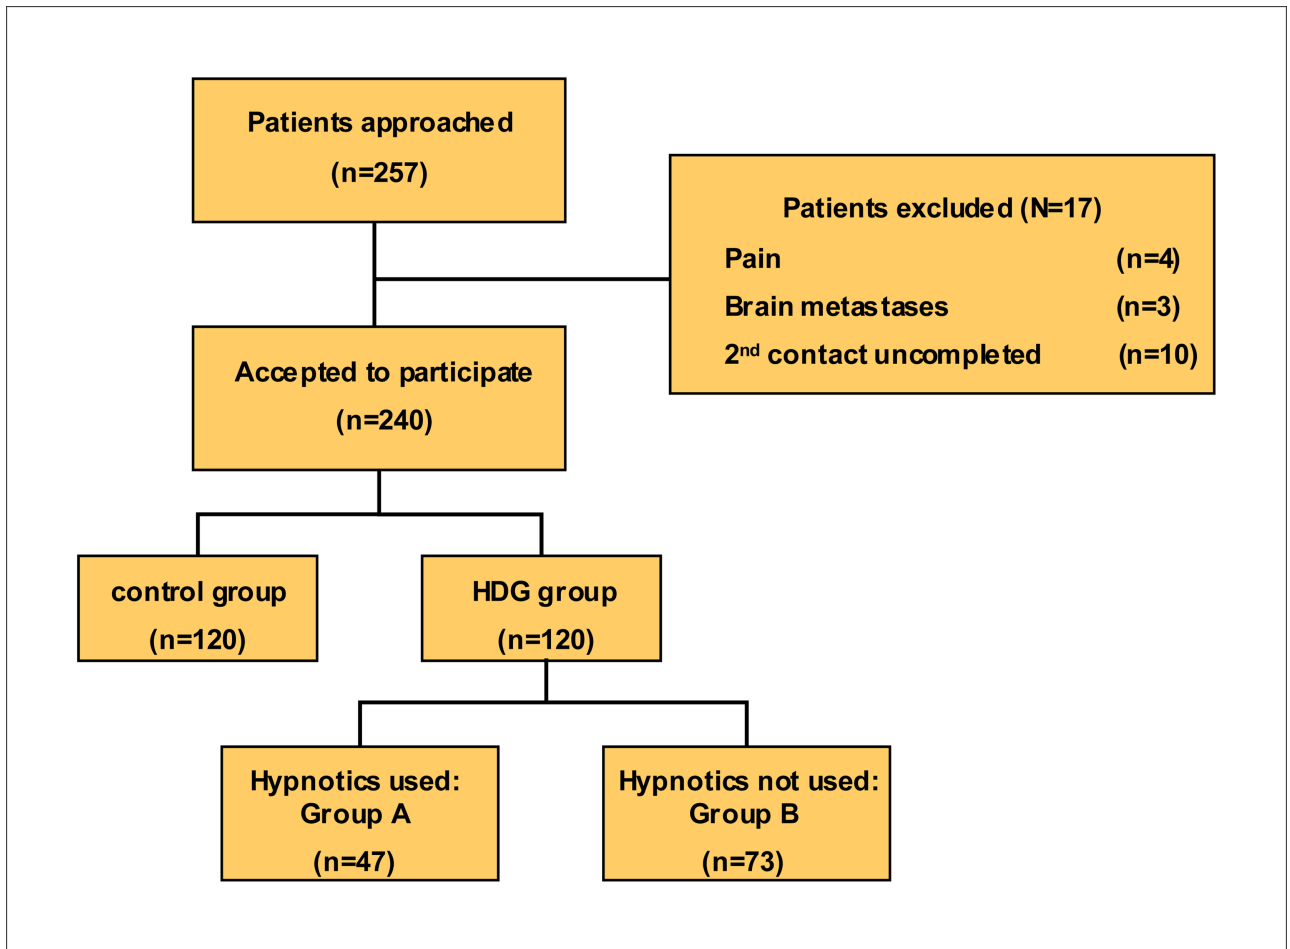 Patients approached
(n=257)
Patients excluded (N=17)
Pain (n=4)
Brain metastases (n=3)
2nd contact uncompleted (n=10)
Accepted to participate
(n=240)
control group
(n=120)
HDG group
(n=120)
Hypnotics used:
Group A
(n=47)
Hypnotics not used:
Group B
(n=73)